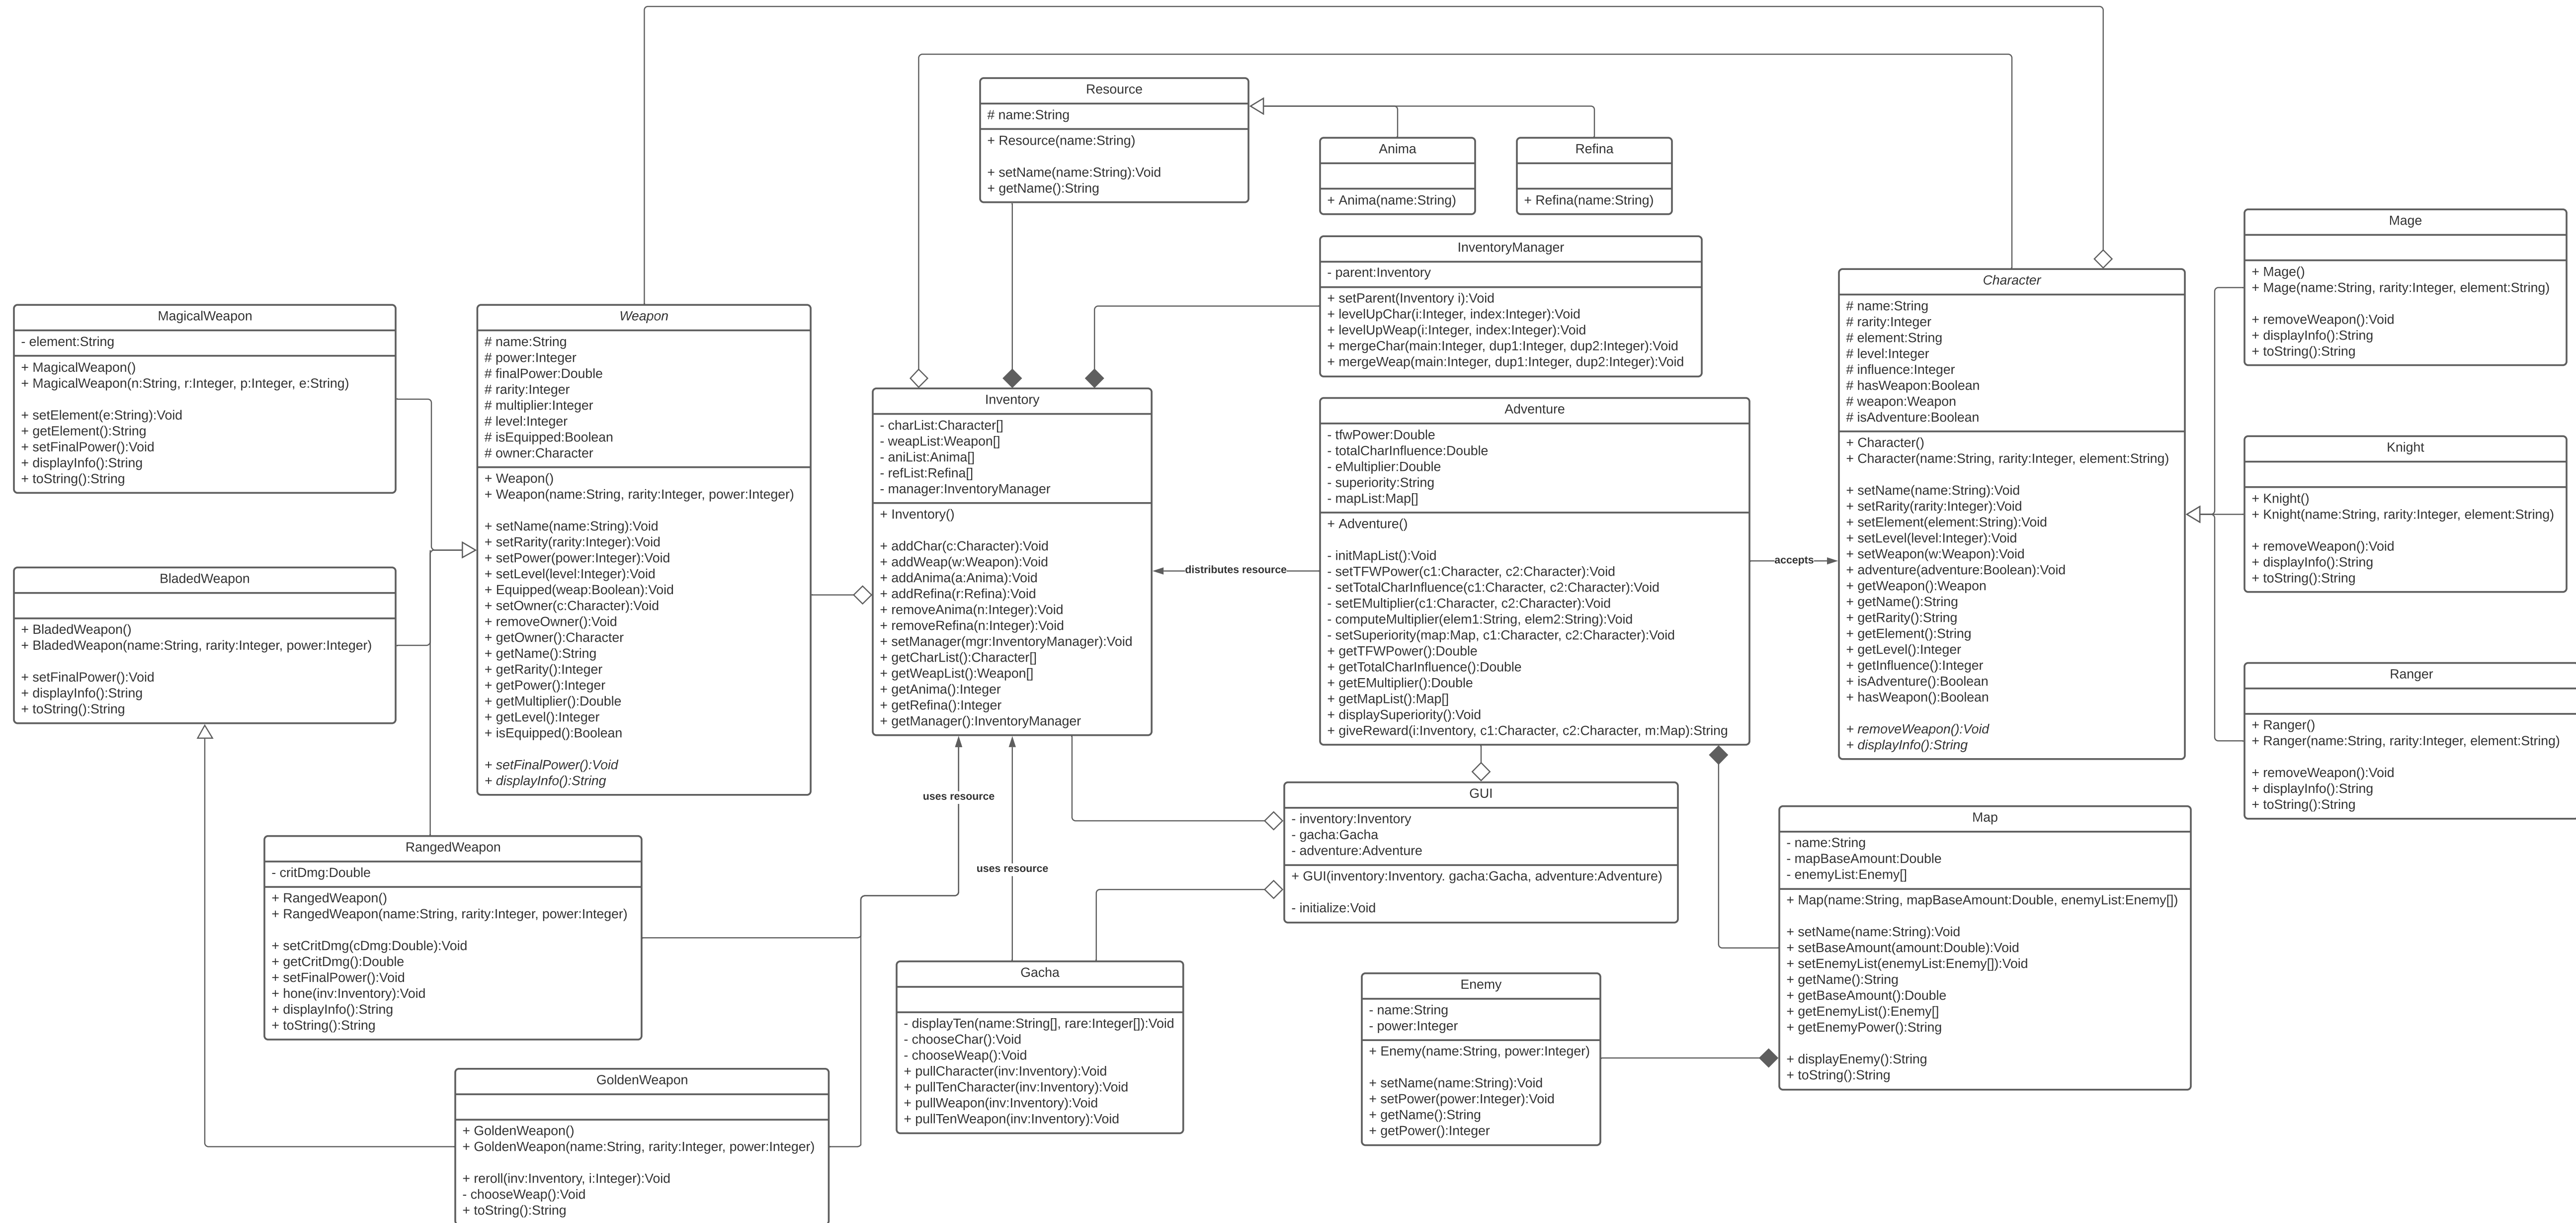 Resource
# name:String
+ Resource(name:String)
+ setName(name:String):Void
+ getName():String
Anima
+ Anima(name:String)
Refina
+ Refina(name:String)
InventoryManager
- parent:Inventory
+ setParent(Inventory i):Void
+ levelUpChar(i:Integer, index:Integer):Void
+ levelUpWeap(i:Integer, index:Integer):Void
+ mergeChar(main:Integer, dup1:Integer, dup2:Integer):Void
+ mergeWeap(main:Integer, dup1:Integer, dup2:Integer):Void
MagicalWeapon
- element:String
+ MagicalWeapon()
+ MagicalWeapon(n:String, r:Integer, p:Integer, e:String)
+ setElement(e:String):Void
+ getElement():String
+ setFinalPower():Void
+ displayInfo():String
+ toString():String
BladedWeapon
+ BladedWeapon()
+ BladedWeapon(name:String, rarity:Integer, power:Integer)
+ setFinalPower():Void
+ displayInfo():String
+ toString():String
Weapon
# name:String
# power:Integer
# finalPower:Double
# rarity:Integer
# multiplier:Integer
# level:Integer
# isEquipped:Boolean
# owner:Character
+ Weapon()
+ Weapon(name:String, rarity:Integer, power:Integer)
+ setName(name:String):Void
+ setRarity(rarity:Integer):Void
+ setPower(power:Integer):Void
+ setLevel(level:Integer):Void
+ Equipped(weap:Boolean):Void
+ setOwner(c:Character):Void
+ removeOwner():Void
+ getOwner():Character
+ getName():String
+ getRarity():Integer
+ getPower():Integer
+ getMultiplier():Double
+ getLevel():Integer
+ isEquipped():Boolean
+ setFinalPower():Void
+ displayInfo():String
Inventory
- charList:Character[]
- weapList:Weapon[]
- aniList:Anima[]
- refList:Refina[]
- manager:InventoryManager
+ Inventory()
+ addChar(c:Character):Void
+ addWeap(w:Weapon):Void
+ addAnima(a:Anima):Void
+ addRefina(r:Refina):Void
+ removeAnima(n:Integer):Void
+ removeRefina(n:Integer):Void
+ setManager(mgr:InventoryManager):Void
+ getCharList():Character[]
+ getWeapList():Weapon[]
+ getAnima():Integer
+ getRefina():Integer
+ getManager():InventoryManager
distributes resource
Adventure
- tfwPower:Double
- totalCharInfluence:Double
- eMultiplier:Double
- superiority:String
- mapList:Map[]
+ Adventure()
- initMapList():Void
- setTFWPower(c1:Character, c2:Character):Void
- setTotalCharInfluence(c1:Character, c2:Character):Void
- setEMultiplier(c1:Character, c2:Character):Void
- computeMultiplier(elem1:String, elem2:String):Void
- setSuperiority(map:Map, c1:Character, c2:Character):Void
+ getTFWPower():Double
+ getTotalCharInfluence():Double
+ getEMultiplier():Double
+ getMapList():Map[]
+ displaySuperiority():Void
+ giveReward(i:Inventory, c1:Character, c2:Character, m:Map):String
accepts
Character
# name:String
# rarity:Integer
# element:String
# level:Integer
# influence:Integer
# hasWeapon:Boolean
# weapon:Weapon
# isAdventure:Boolean
+ Character()
+ Character(name:String, rarity:Integer, element:String)
+ setName(name:String):Void
+ setRarity(rarity:Integer):Void
+ setElement(element:String):Void
+ setLevel(level:Integer):Void
+ setWeapon(w:Weapon):Void
+ adventure(adventure:Boolean):Void
+ getWeapon():Weapon
+ getName():String
+ getRarity():String
+ getElement():String
+ getLevel():Integer
+ getInfluence():Integer
+ isAdventure():Boolean
+ hasWeapon():Boolean
+ removeWeapon():Void
+ displayInfo():String
Mage
+ Mage()
+ Mage(name:String, rarity:Integer, element:String)
+ removeWeapon():Void
+ displayInfo():String
+ toString():String
Knight
+ Knight()
+ Knight(name:String, rarity:Integer, element:String)
+ removeWeapon():Void
+ displayInfo():String
+ toString():String
Ranger
+ Ranger()
+ Ranger(name:String, rarity:Integer, element:String)
+ removeWeapon():Void
+ displayInfo():String
+ toString():String
uses resource
uses resource
GUI
- inventory:Inventory
- gacha:Gacha
- adventure:Adventure
+ GUI(inventory:Inventory. gacha:Gacha, adventure:Adventure)
- initialize:Void
Map
- name:String
- mapBaseAmount:Double
- enemyList:Enemy[]
+ Map(name:String, mapBaseAmount:Double, enemyList:Enemy[])
+ setName(name:String):Void
+ setBaseAmount(amount:Double):Void
+ setEnemyList(enemyList:Enemy[]):Void
+ getName():String
+ getBaseAmount():Double
+ getEnemyList():Enemy[]
+ getEnemyPower():String
+ displayEnemy():String
+ toString():String
RangedWeapon
- critDmg:Double
+ RangedWeapon()
+ RangedWeapon(name:String, rarity:Integer, power:Integer)
+ setCritDmg(cDmg:Double):Void
+ getCritDmg():Double
+ setFinalPower():Void
+ hone(inv:Inventory):Void
+ displayInfo():String
+ toString():String
Gacha
- displayTen(name:String[], rare:Integer[]):Void
- chooseChar():Void
- chooseWeap():Void
+ pullCharacter(inv:Inventory):Void
+ pullTenCharacter(inv:Inventory):Void
+ pullWeapon(inv:Inventory):Void
+ pullTenWeapon(inv:Inventory):Void
Enemy
- name:String
- power:Integer
+ Enemy(name:String, power:Integer)
+ setName(name:String):Void
+ setPower(power:Integer):Void
+ getName():String
+ getPower():Integer
GoldenWeapon
+ GoldenWeapon()
+ GoldenWeapon(name:String, rarity:Integer, power:Integer)
+ reroll(inv:Inventory, i:Integer):Void
- chooseWeap():Void
+ toString():String